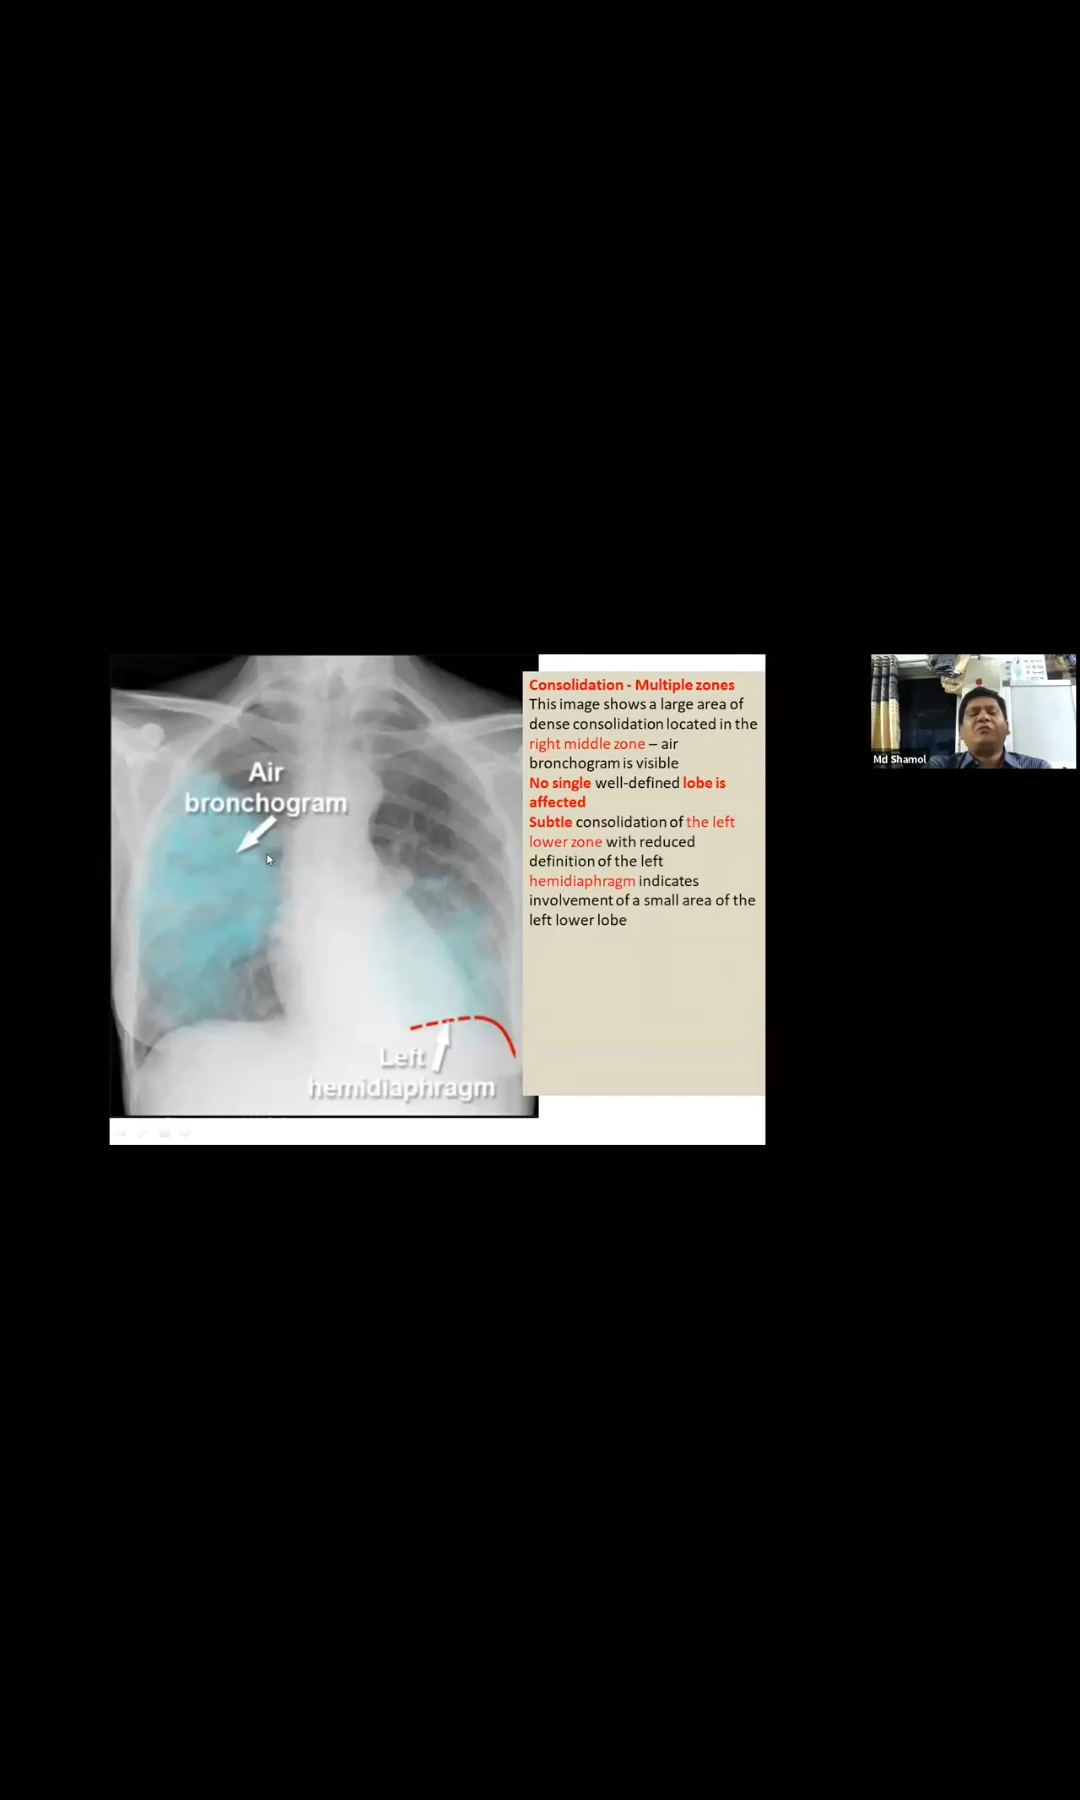 Air
bronchogram
Left
hemidiaphragm
Consolidation - Multiple zones
This image shows a large area of
dense consolidation located in the
right middle zone – air
bronchogram is visible
No single well-defined lobe is
affected
Subtle consolidation of the left
lower zone with reduced
definition of the left
hemidiaphragm indicates
involvement of a small area of the
left lower lobe
Md Shamol